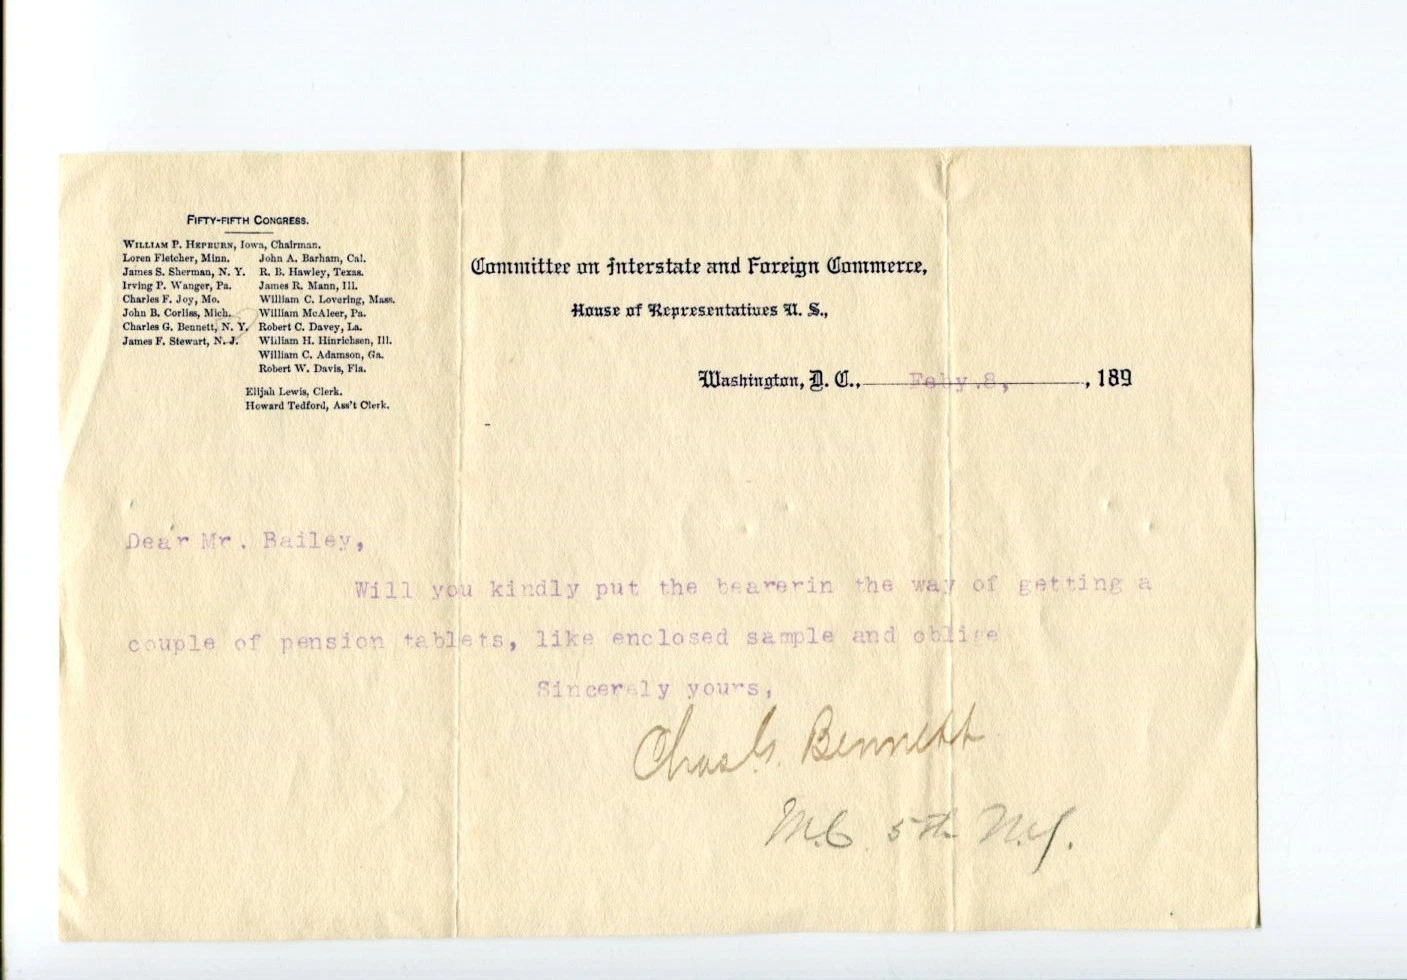 FIFTY-FIFTH CONGRESS.
WILLIAM P. HEPBURN, Iowa, Chairman.
Loren Fletcher, Minn.
James S. Sherman, N. Y.
Irving P. Wanger, Pa.
Charles F. Joy, Mo.
John B. Corliss, Mich.
Charles G. Bennett, N. Y.
James F. Stewart, N. J.
John A. Barham, Cal.
R. B. Hawley, Texas.
James R. Mann, Ill.
William C. Lovering, Mass.
William McAleer, Pa.
Robert C. Davey, La.
William H. Hinrichsen, Ill.
William C. Adamson, Ga.
Robert W. Davis, Fla.
Elijah Lewis, Clerk.
Howard Tedford, Ass't Clerk.
Committee on Interstate and Foreign Commerce,
House of Representatives U. S.,
Washington, D. C., Feby.8, , 189
Dear Mr. Bailey,
Will you kindly put the bearerin the way of getting a
couple of pension tablets, like enclosed sample and oblige
Sincerely yours,
Chas. G. Bennett
M.C. 5th N.Y.